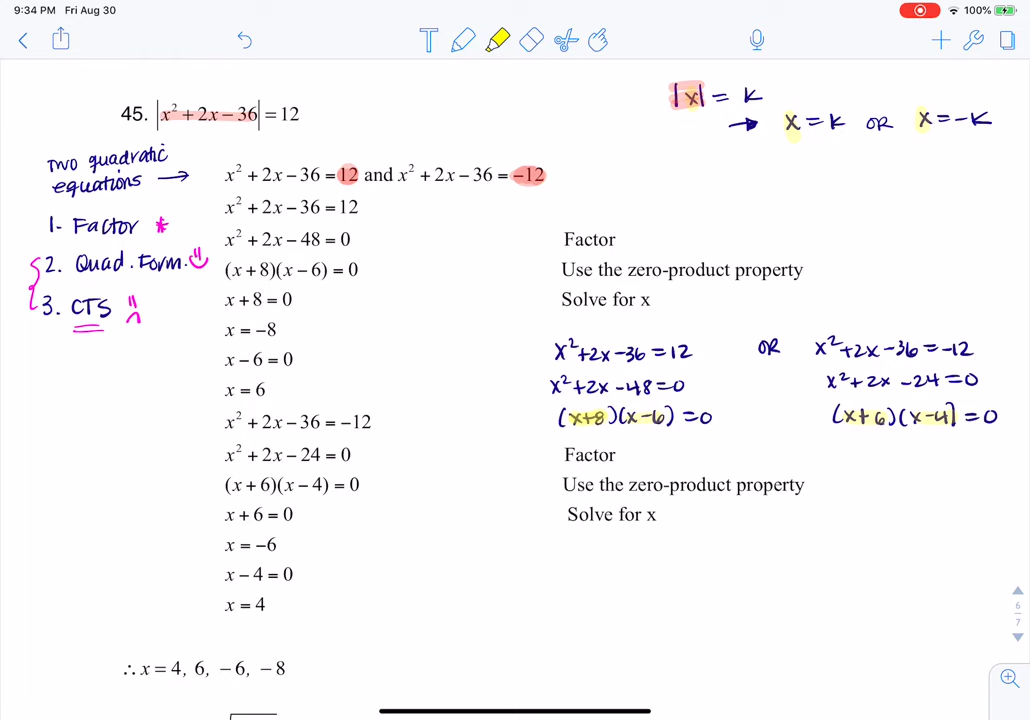 9:34 PM Fri Aug 30 100%
T
|x| = K
→ x = K OR x = -K
45. |x² + 2x − 36| = 12
Two quadratic
equations →
x² + 2x − 36 = 12 and x² + 2x − 36 = −12
1- Factor *
x² + 2x − 36 = 12
2. Quad. Form.
x² + 2x − 48 = 0 Factor
(x + 8)(x − 6) = 0 Use the zero-product property
3. CTS
x + 8 = 0 Solve for x
x = −8
x − 6 = 0
x = 6
x²+2x-36 = 12 OR x²+2x-36 = -12
x²+2x-48=0 x²+2x-24=0
(x+8)(x-6)=0 (x+6)(x-4)=0
x² + 2x − 36 = −12
x² + 2x − 24 = 0 Factor
(x + 6)(x − 4) = 0 Use the zero-product property
x + 6 = 0 Solve for x
x = −6
x − 4 = 0
x = 4
∴ x = 4, 6, −6, −8
6
7